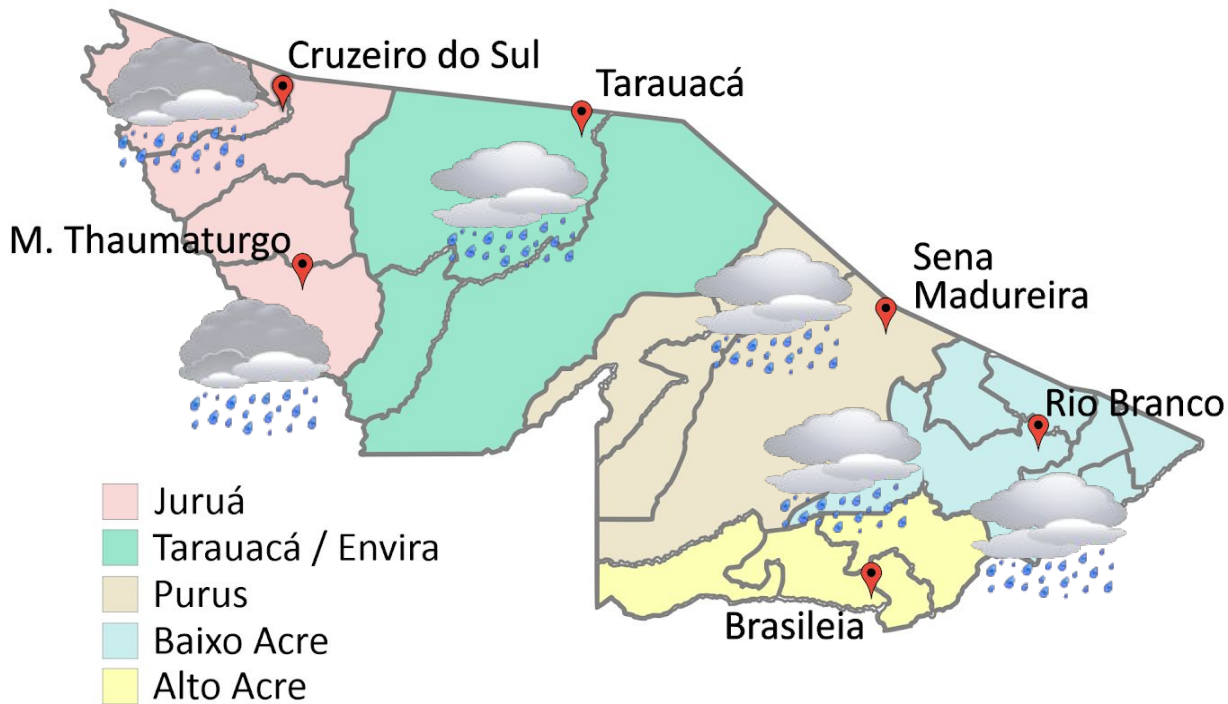 Cruzeiro do Sul
Tarauacá
M. Thaumaturgo
Sena
Madureira
Rio Branco
Brasileia
Juruá
Tarauacá / Envira
Purus
Baixo Acre
Alto Acre